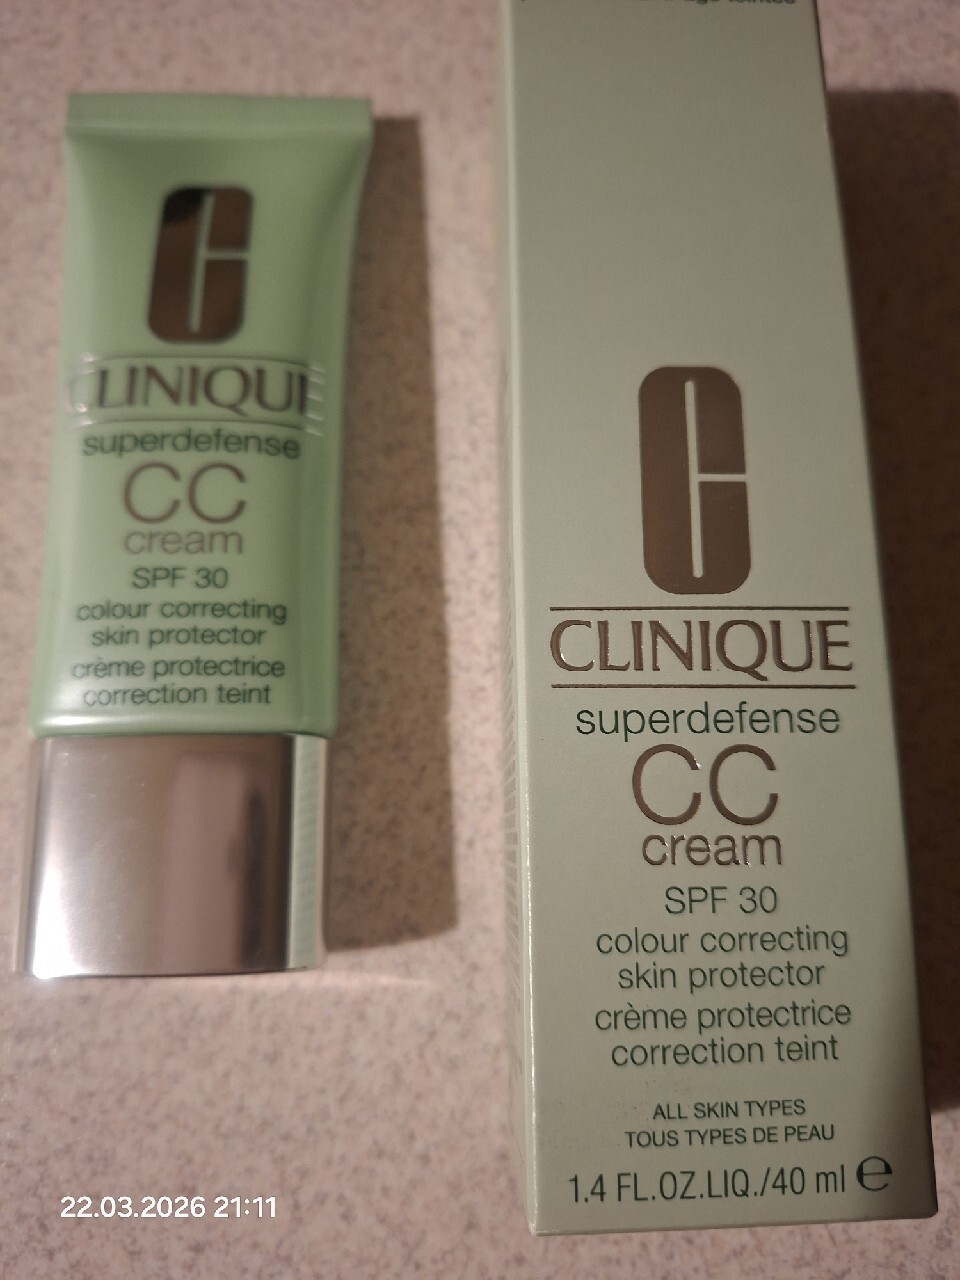 C
CLINIQUE
superdefense
CC
cream
SPF 30
colour correcting
skin protector
crème protectrice
correction teint
C
CLINIQUE
superdefense
CC
cream
SPF 30
colour correcting
skin protector
crème protectrice
correction teint
ALL SKIN TYPES
TOUS TYPES DE PEAU
1.4 FL.OZ.LIQ./40 ml e
22.03.2026 21:11